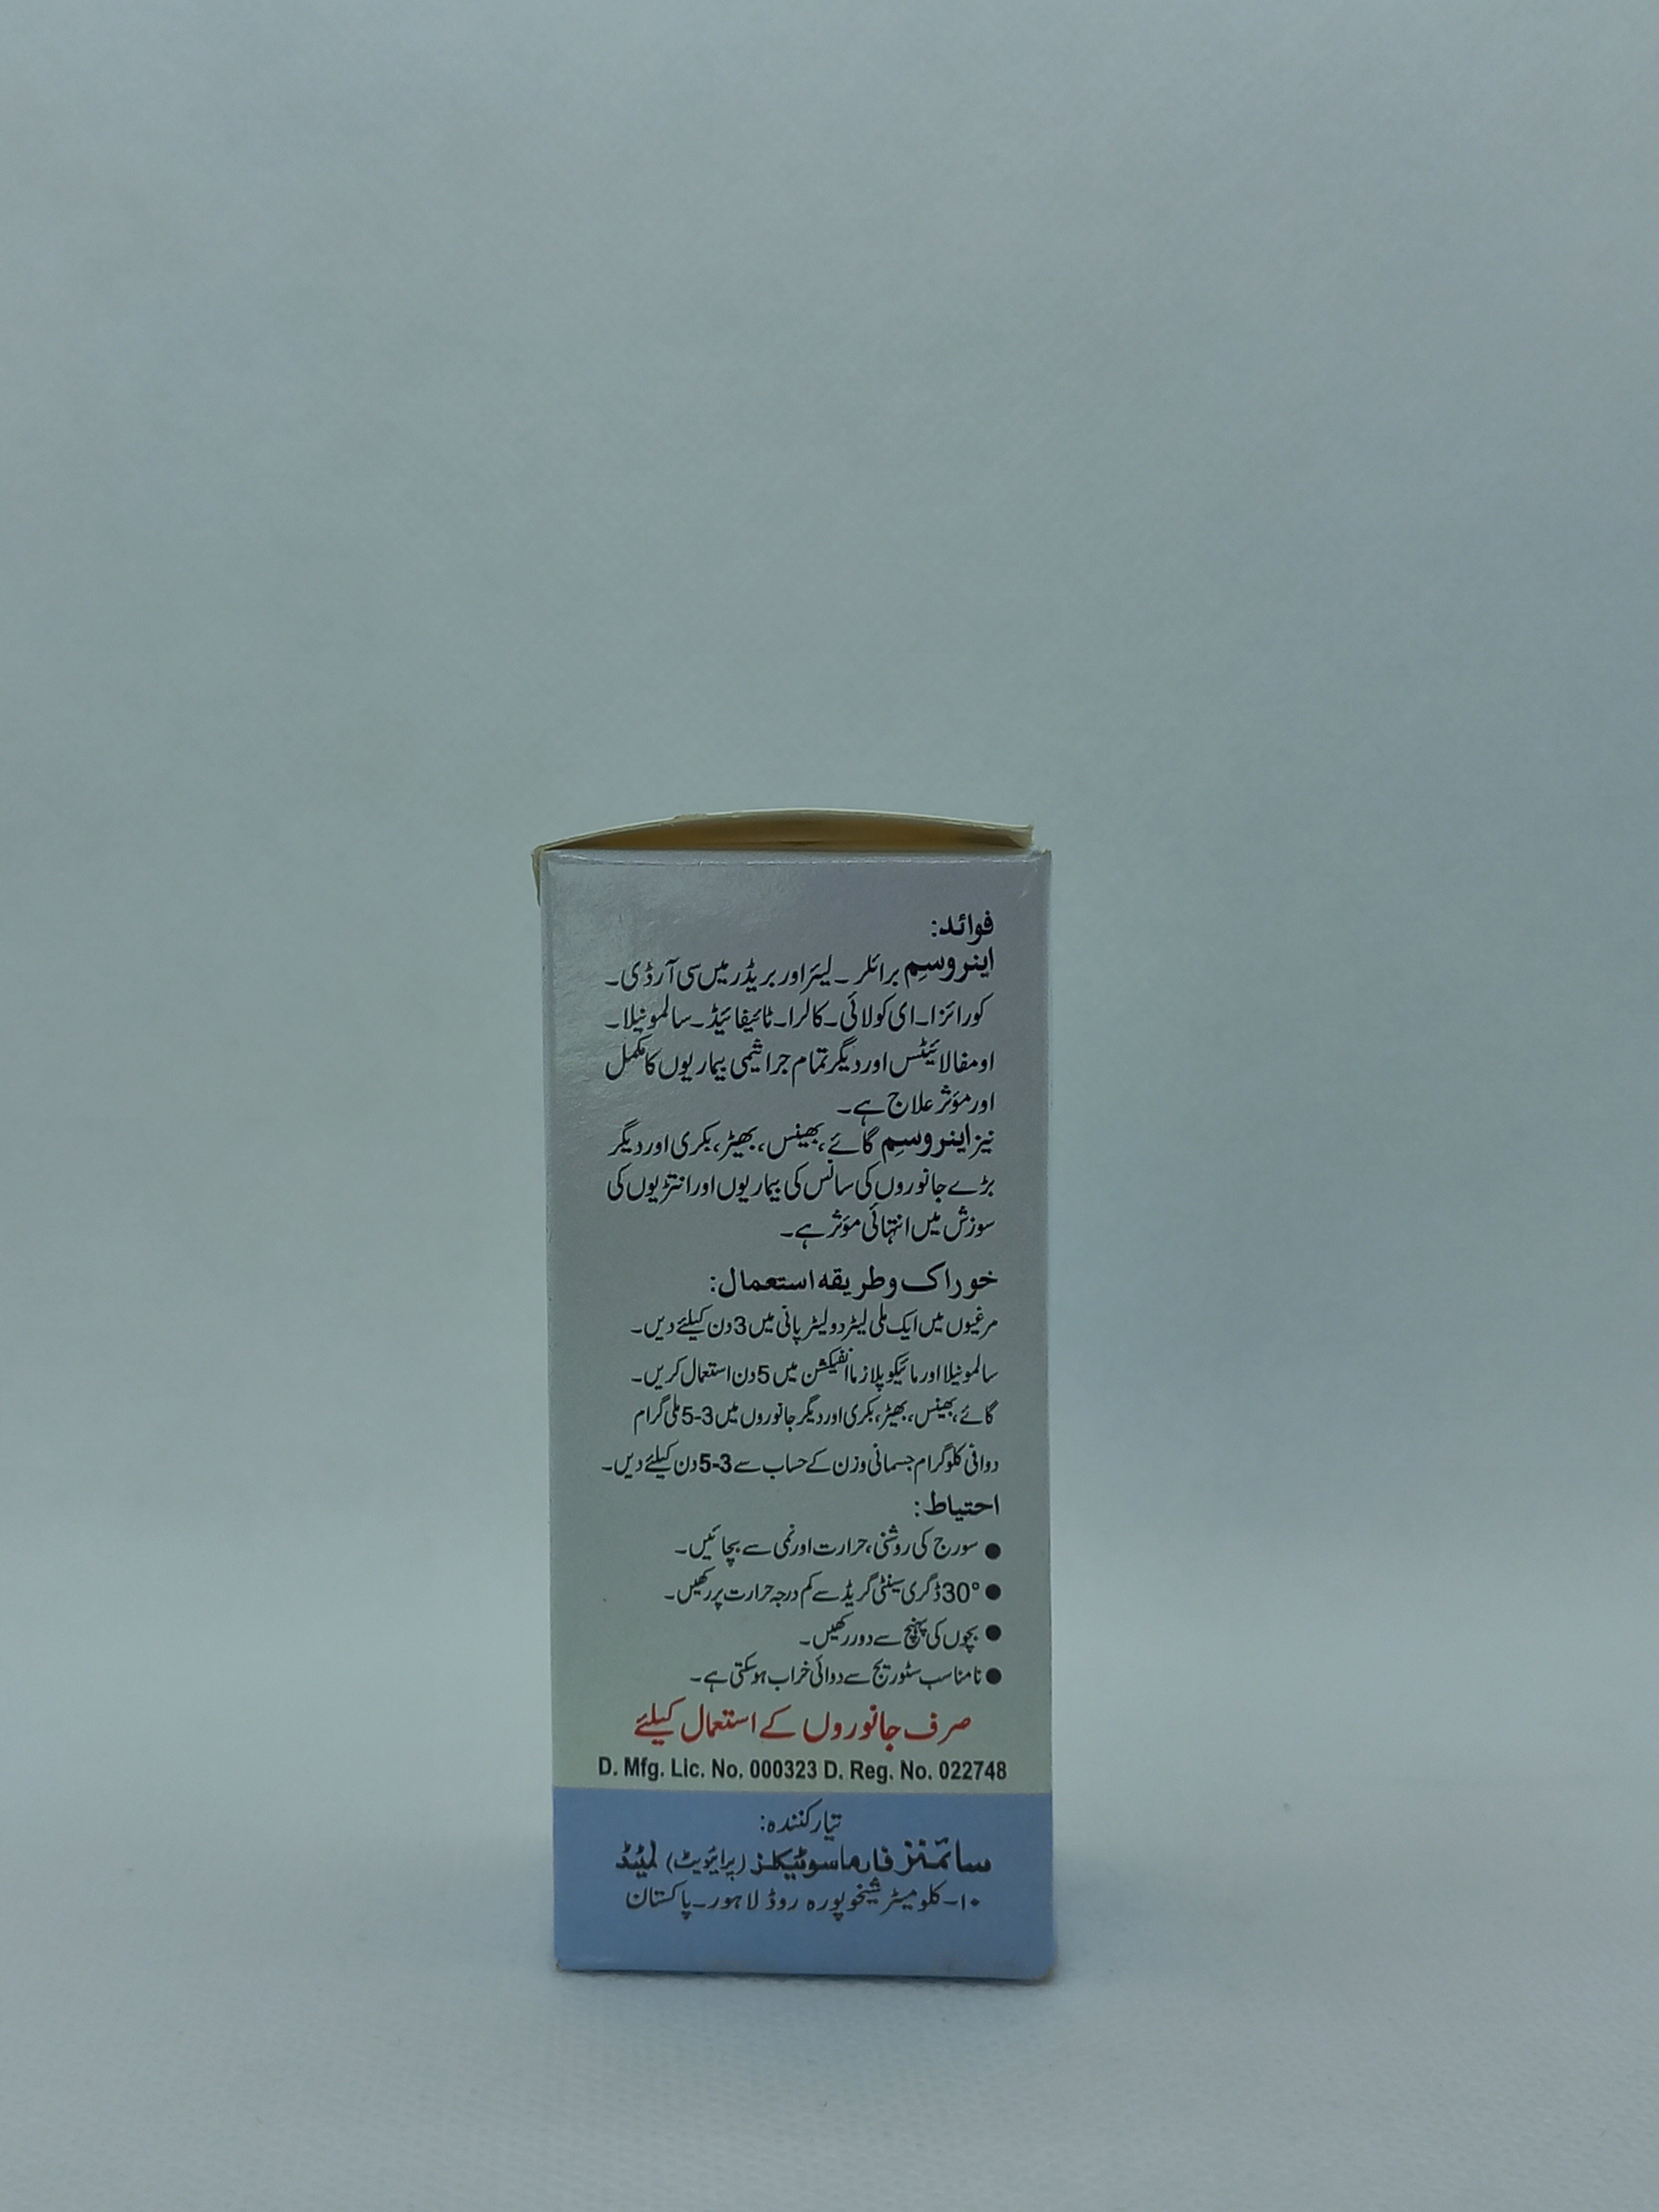 فوائد:
اینروسِم برائلر۔ لیئر اور بریڈر میں سی آر ڈی۔
کورائزا۔ ای کولائی۔ کالرا۔ ٹائیفائیڈ۔ سالمونیلا۔
اومفالائیٹس اور دیگر تمام جراثیمی بیماریوں کا مکمل
اور مؤثر علاج ہے۔
نیز اینروسِم گائے، بھینس، بھیڑ، بکری اور دیگر
بڑے جانوروں کی سانس کی بیماریوں اور انتڑیوں کی
سوزش میں انتہائی مؤثر ہے۔
خوراک و طریقہ استعمال:
مرغیوں میں ایک ملی لیٹر دو لیٹر پانی میں 3 دن کیلئے دیں۔
سالمونیلا اور مائیکوپلازما انفیکشن میں 5 دن استعمال کریں۔
گائے، بھینس، بھیڑ، بکری اور دیگر جانوروں میں 3-5 ملی گرام
دوا فی کلوگرام جسمانی وزن کے حساب سے 3-5 دن کیلئے دیں۔
احتیاط:
● سورج کی روشنی، حرارت اور نمی سے بچائیں۔
● 30° ڈگری سینٹی گریڈ سے کم درجہ حرارت پر رکھیں۔
● بچوں کی پہنچ سے دور رکھیں۔
● نامناسب سٹوریج سے دوائی خراب ہو سکتی ہے۔
صرف جانوروں کے استعمال کیلئے
D. Mfg. Lic. No. 000323 D. Reg. No. 022748
تیار کنندہ:
سائمنز فارماسوٹیکلز (پرائیویٹ) لمیٹڈ
۱۰-کلومیٹر شیخوپورہ روڈ لاہور۔ پاکستان